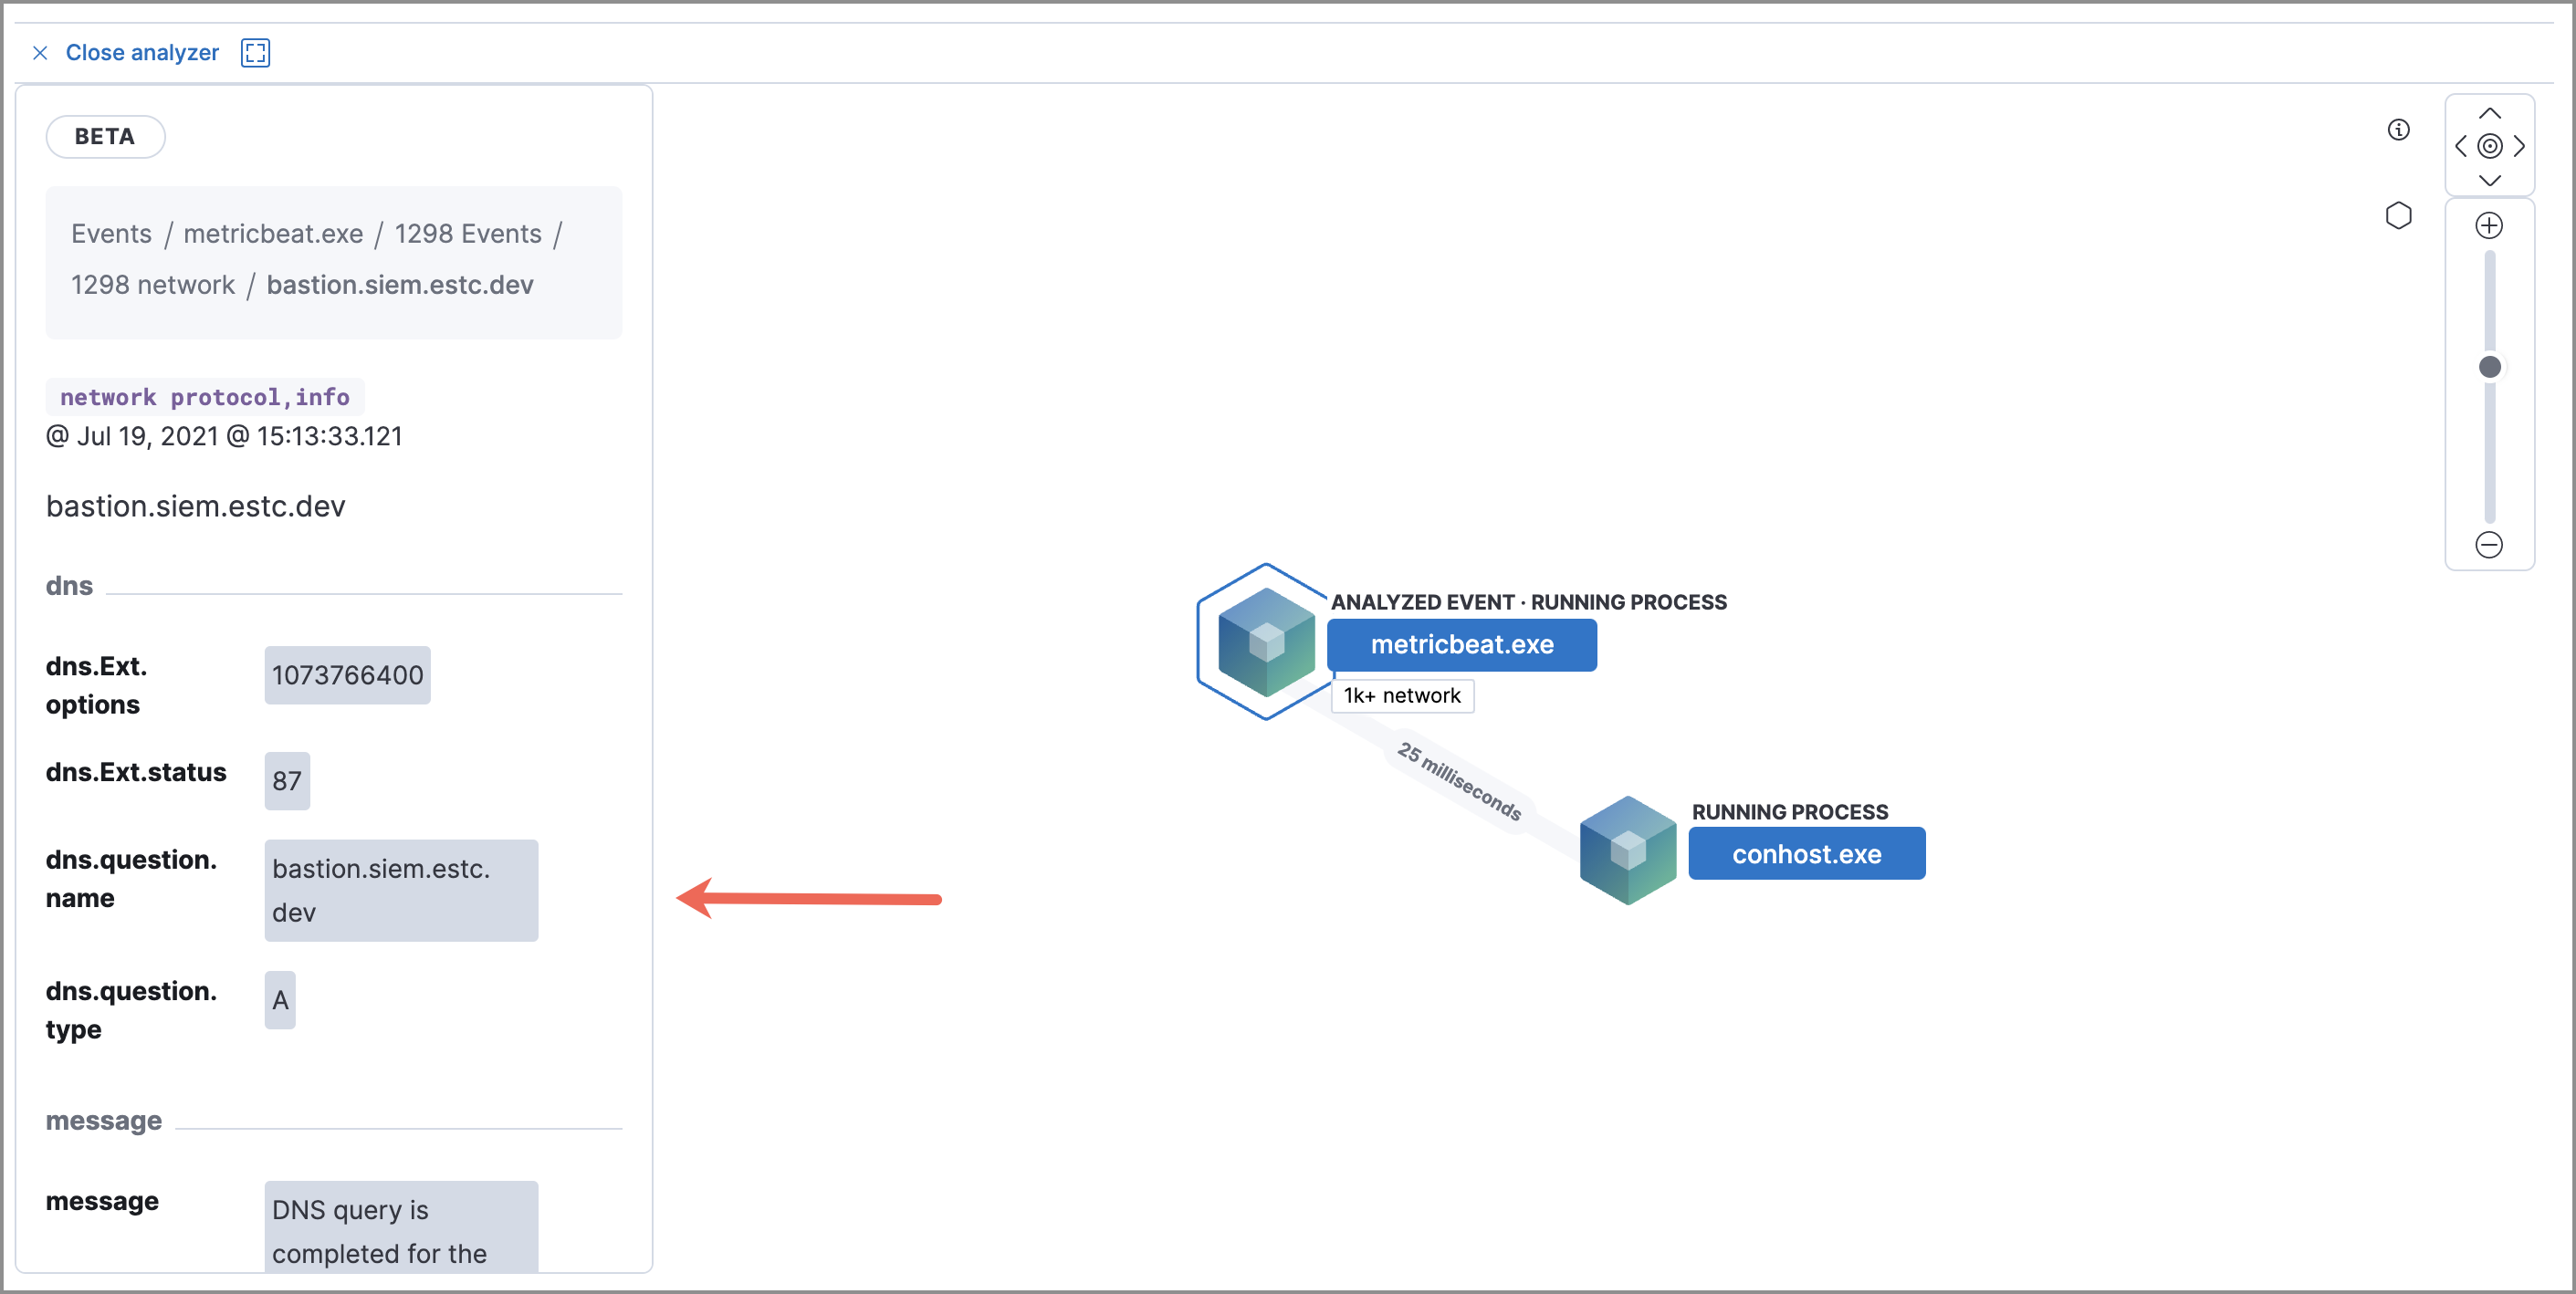 Close analyzer
BETA
Events / metricbeat.exe / 1298 Events /
1298 network / bastion.siem.estc.dev
network protocol,info
@ Jul 19, 2021 @ 15:13:33.121
bastion.siem.estc.dev
dns
dns.Ext.
options
1073766400
dns.Ext.status
87
dns.question.
name
bastion.siem.estc.
dev
dns.question.
type
A
message
message
DNS query is
completed for the
ANALYZED EVENT · RUNNING PROCESS
metricbeat.exe
1k+ network
25 milliseconds
RUNNING PROCESS
conhost.exe